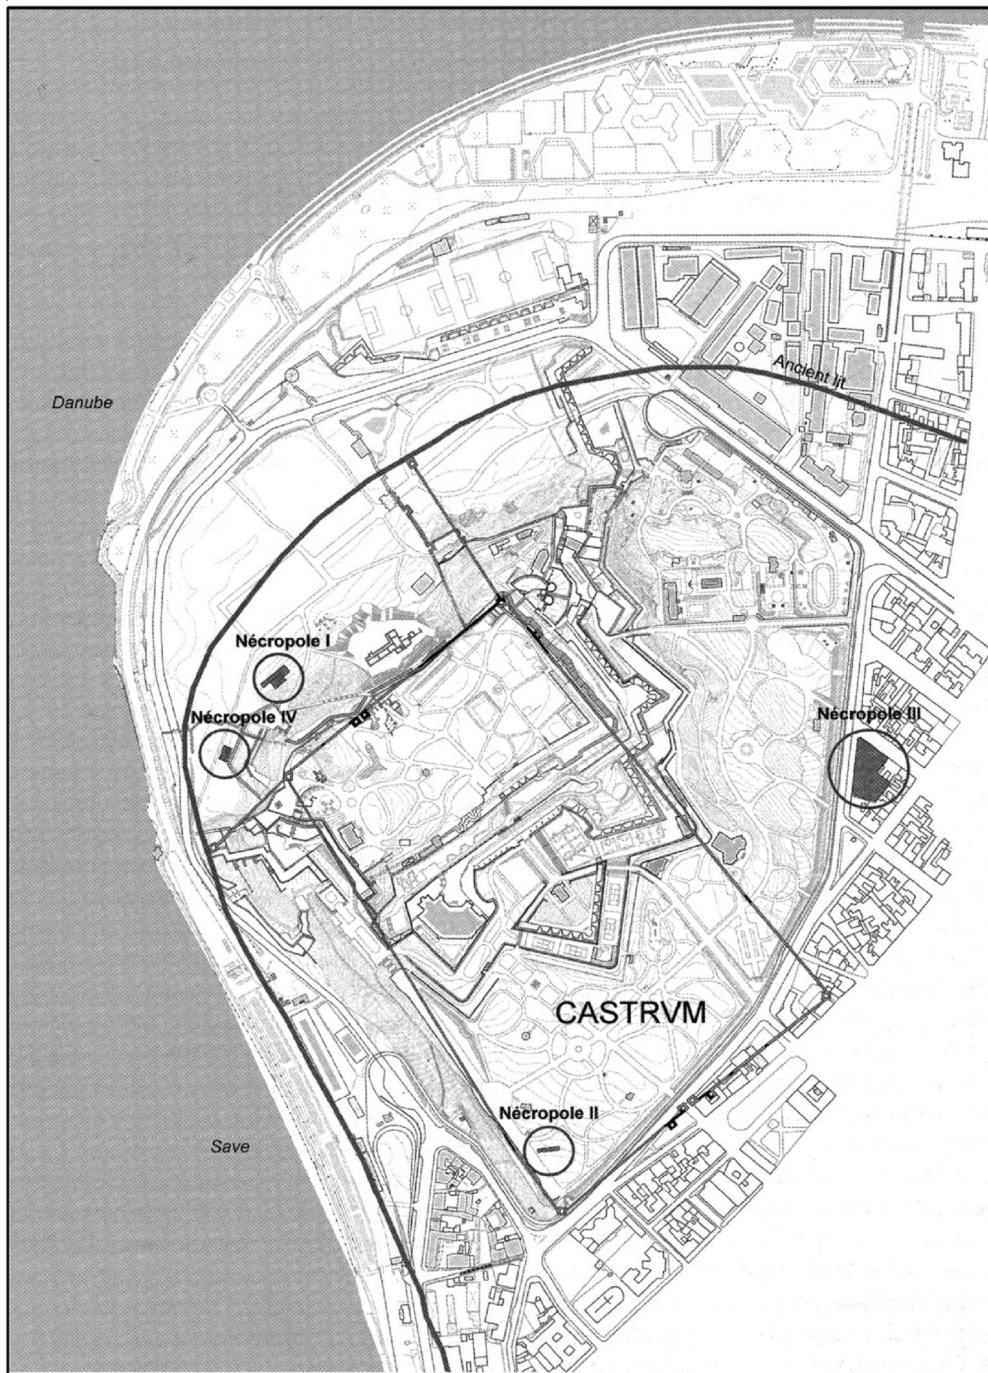 Ancient lit
Danube
Nécropole I
Nécropole IV
Nécropole III
CASTRVM
Nécropole II
Save